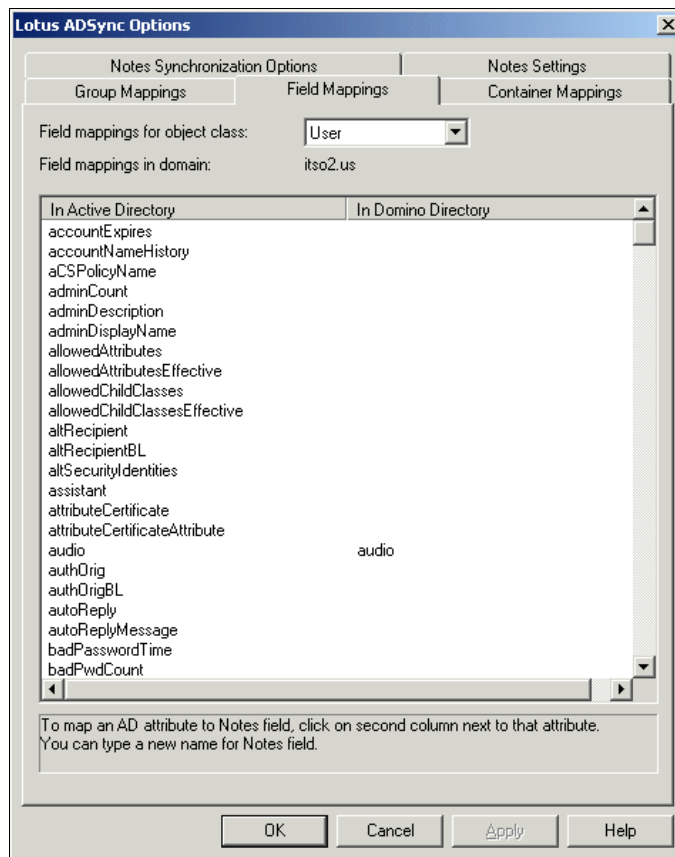 Lotus ADSync Options
Notes Synchronization Options Notes Settings
Group Mappings Field Mappings Container Mappings
Field mappings for object class: User
Field mappings in domain: itso2.us
In Active Directory In Domino Directory
accountExpires
accountNameHistory
aCSPolicyName
adminCount
adminDescription
adminDisplayName
allowedAttributes
allowedAttributesEffective
allowedChildClasses
allowedChildClassesEffective
altRecipient
altRecipientBL
altSecurityIdentities
assistant
attributeCertificate
attributeCertificateAttribute
audio audio
authOrig
authOrigBL
autoReply
autoReplyMessage
badPasswordTime
badPwdCount
To map an AD attribute to Notes field, click on second column next to that attribute.
You can type a new name for Notes field.
OK Cancel Apply Help